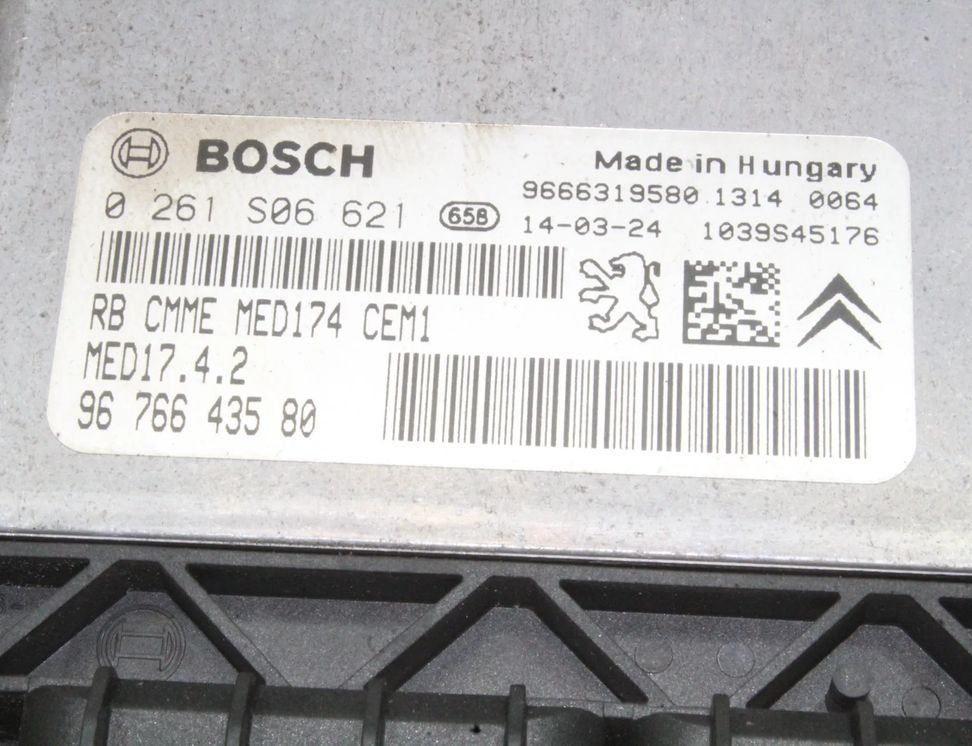 BOSCH
Made in Hungary
0 261 S06 621 658
9666319580 1314 0064
14-03-24 1039S45176
RB CMME MED174 CEM1
MED17.4.2
96 766 435 80